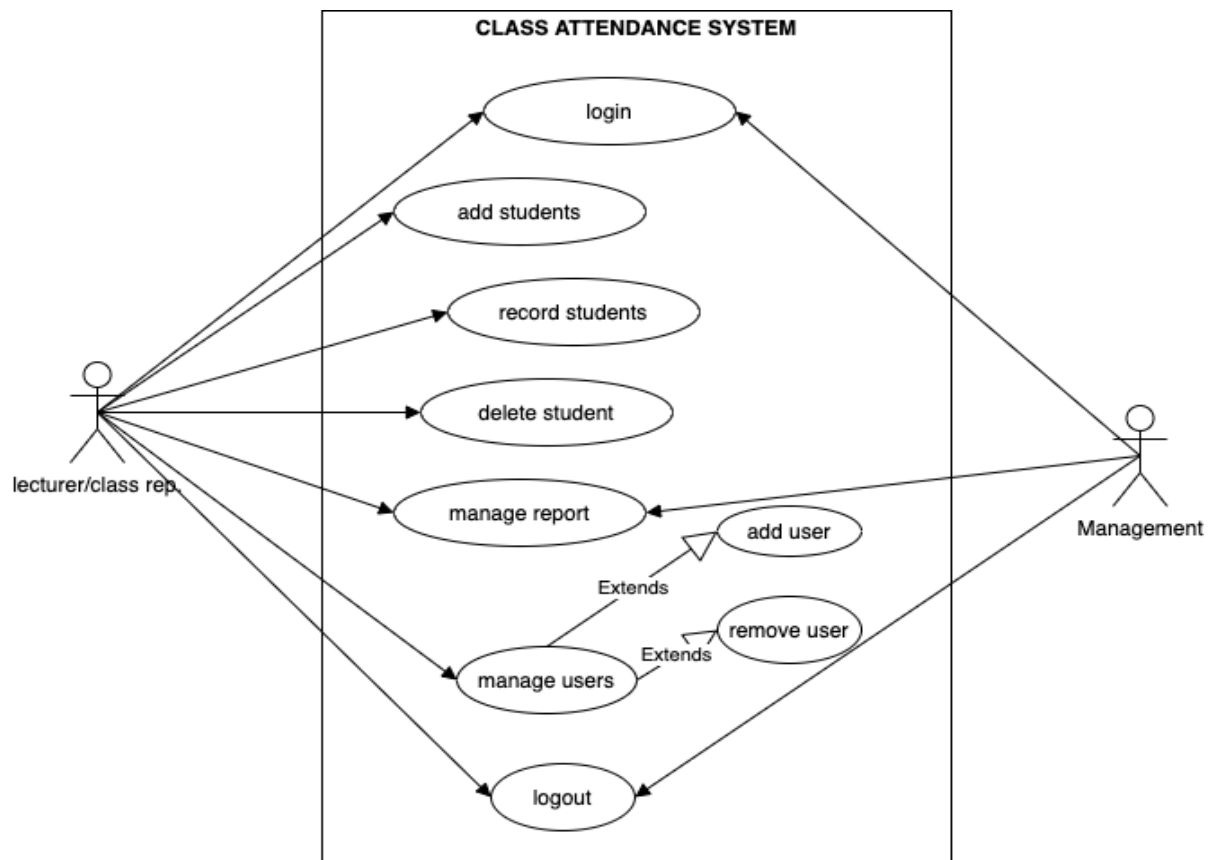 CLASS ATTENDANCE SYSTEM
login
add students
record students
delete student
lecturer/class rep.
manage report
Management
add user
Extends
remove user
Extends
manage users
logout